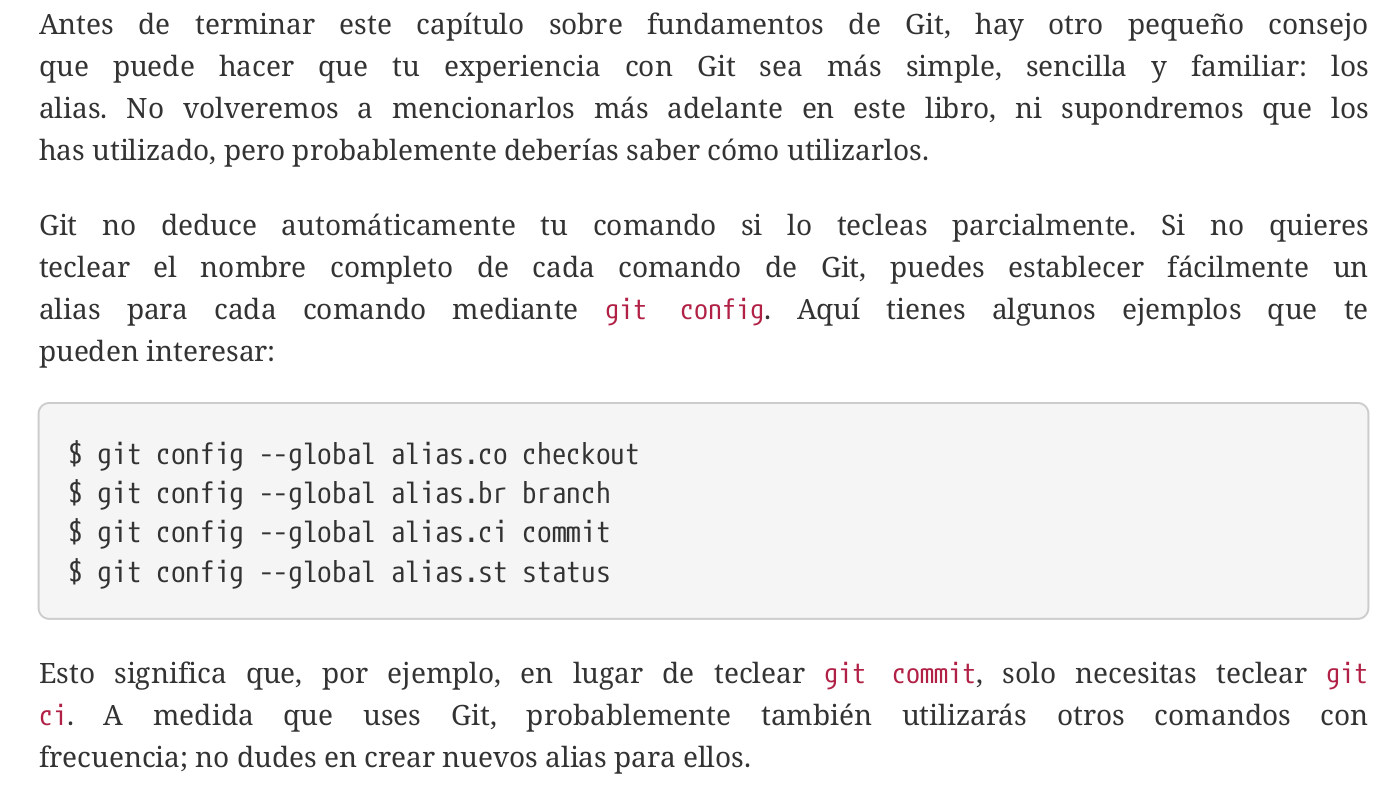 Antes de terminar este capítulo sobre fundamentos de Git, hay otro pequeño consejo
que puede hacer que tu experiencia con Git sea más simple, sencilla y familiar: los
alias. No volveremos a mencionarlos más adelante en este libro, ni supondremos que los
has utilizado, pero probablemente deberías saber cómo utilizarlos.
Git no deduce automáticamente tu comando si lo tecleas parcialmente. Si no quieres
teclear el nombre completo de cada comando de Git, puedes establecer fácilmente un
alias para cada comando mediante git config. Aquí tienes algunos ejemplos que te
pueden interesar:
$ git config --global alias.co checkout
$ git config --global alias.br branch
$ git config --global alias.ci commit
$ git config --global alias.st status
Esto significa que, por ejemplo, en lugar de teclear git commit, solo necesitas teclear git
ci. A medida que uses Git, probablemente también utilizarás otros comandos con
frecuencia; no dudes en crear nuevos alias para ellos.